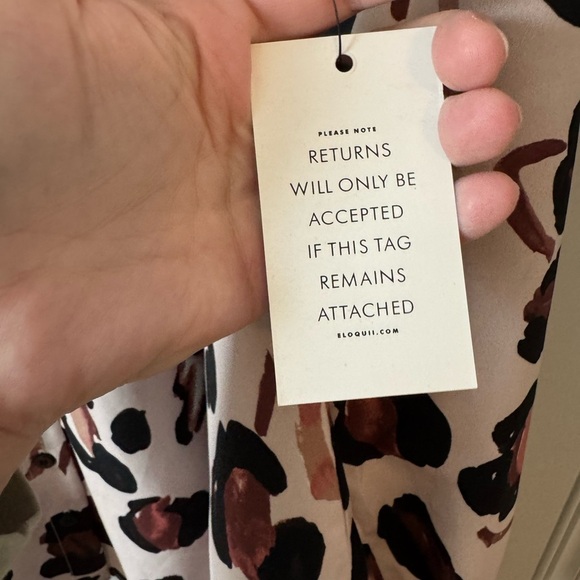 PLEASE NOTE
RETURNS
WILL ONLY BE
ACCEPTED
IF THIS TAG
REMAINS
ATTACHED
ELOQUII.COM